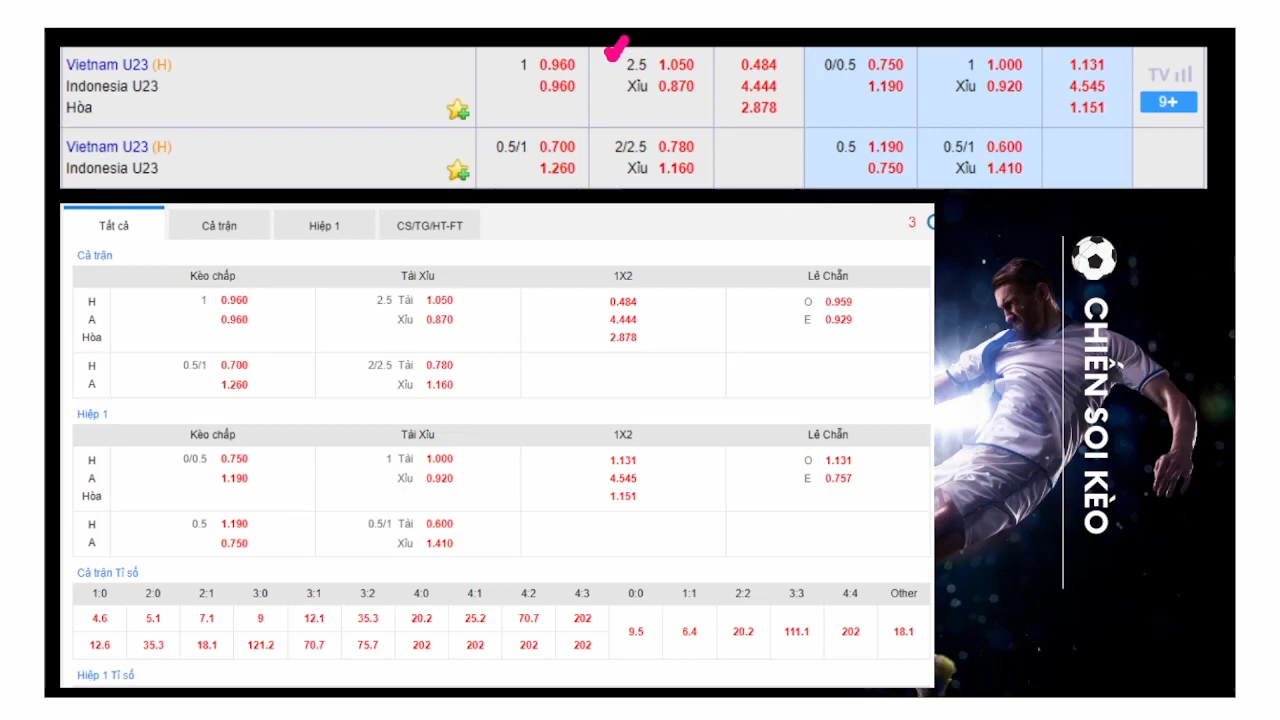 Vietnam U23 (H) 1 0.960 2.5 1.050 0.484 0/0.5 0.750 1 1.000 1.131 TV
Indonesia U23 0.960 Xỉu 0.870 4.444 1.190 Xỉu 0.920 4.545 9+
Hòa 2.878 1.151
Vietnam U23 (H) 0.5/1 0.700 2/2.5 0.780 0.5 1.190 0.5/1 0.600
Indonesia U23 1.260 Xỉu 1.160 0.750 Xỉu 1.410
Tất cả Cả trận Hiệp 1 CS/TG/HT-FT 3
Cả trận
Kèo chấp Tài Xỉu 1X2 Lẻ Chẵn
H 1 0.960 2.5 Tài 1.050 0.484 O 0.959
A 0.960 Xỉu 0.870 4.444 E 0.929
Hòa 2.878
H 0.5/1 0.700 2/2.5 Tài 0.780
A 1.260 Xỉu 1.160
Hiệp 1
Kèo chấp Tài Xỉu 1X2 Lẻ Chẵn
H 0/0.5 0.750 1 Tài 1.000 1.131 O 1.131
A 1.190 Xỉu 0.920 4.545 E 0.757
Hòa 1.151
H 0.5 1.190 0.5/1 Tài 0.600
A 0.750 Xỉu 1.410
Cả trận Tỉ số
1:0 2:0 2:1 3:0 3:1 3:2 4:0 4:1 4:2 4:3 0:0 1:1 2:2 3:3 4:4 Other
4.6 5.1 7.1 9 12.1 35.3 20.2 25.2 70.7 202 9.5 6.4 20.2 111.1 202 18.1
12.6 35.3 18.1 121.2 70.7 75.7 202 202 202 202
Hiệp 1 Tỉ số
CHIẾN SOI KÈO